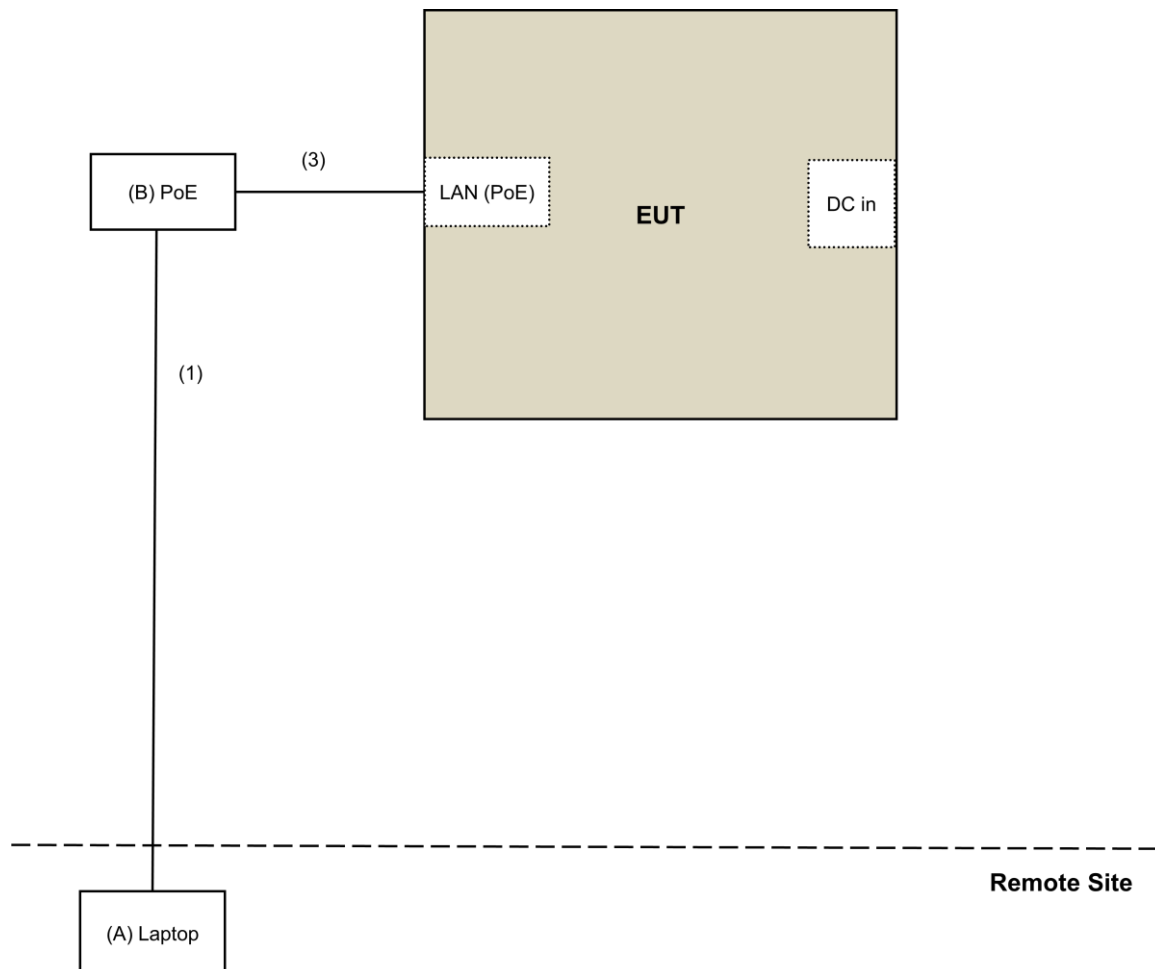 (3)
(B) PoE
LAN (PoE)
EUT
DC in
(1)
Remote Site
(A) Laptop